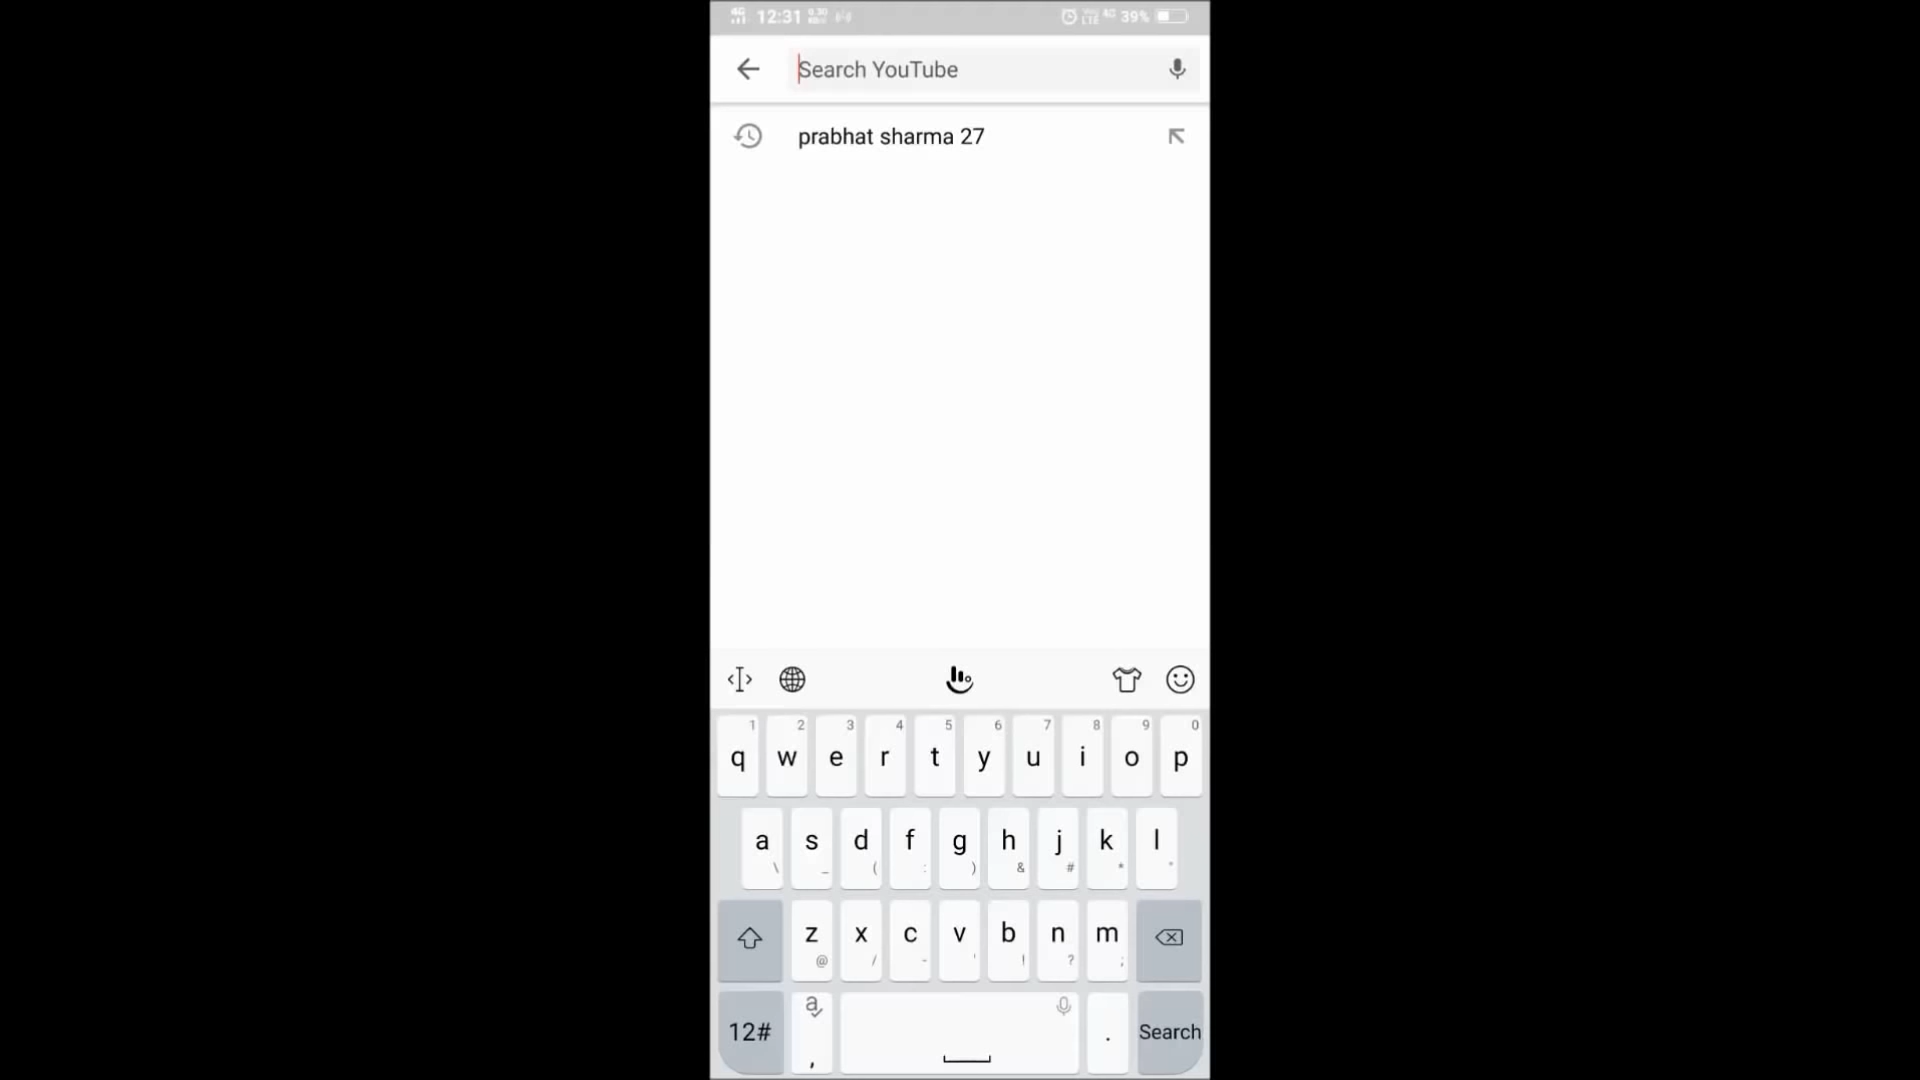 4G 12:31 39%
Search YouTube
prabhat sharma 27
1 2 3 4 5 6 7 8 9 0
q w e r t y u i o p
a s d f g h j k l
\ _ ( : ) & # *
z x c v b n m
@ / - ' ! ? ;
12# a , . Search